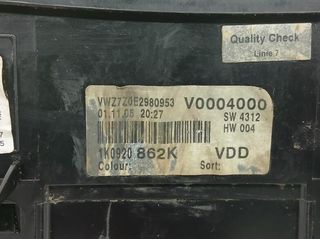 Quality Check
Linie 7
VWZ7Z0E2980953 V0004000
01.11.05 20:27 SW 4312
HW 004
1K0920 862K VDD
Colour: Sort: